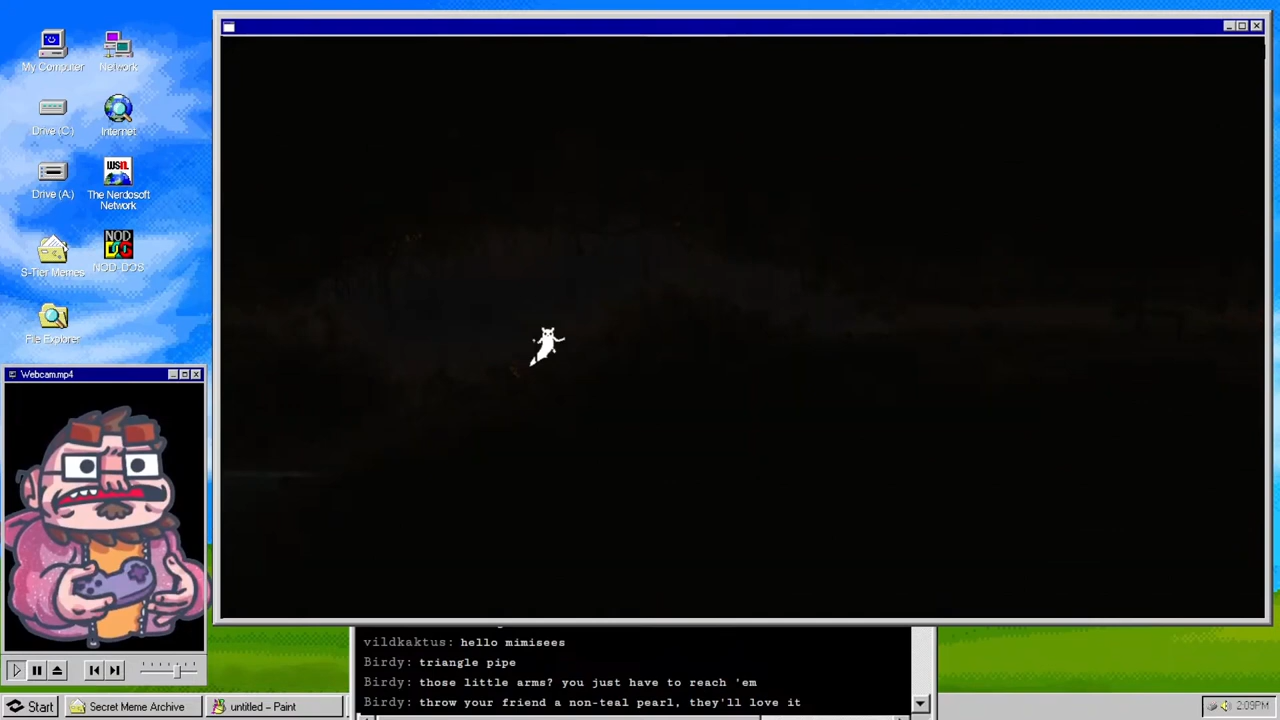 My Computer
Network
Drive (C:)
Internet
WSN
Drive (A:)
The Nerdosoft
Network
NOD
S-Tier Memes
NOD-DOS
File Explorer
Webcam.mp4
vildkaktus: hello mimisees
Birdy: triangle pipe
Birdy: those little arms? you just have to reach 'em
Birdy: throw your friend a non-teal pearl, they'll love it
Start
Secret Meme Archive
untitled - Paint
2:09PM